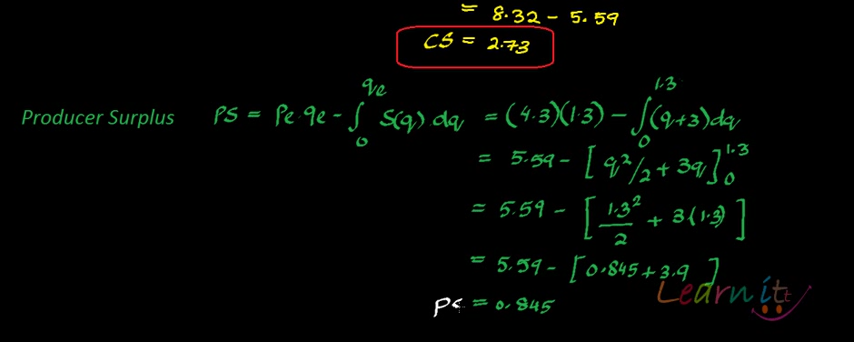 = 8.32 - 5.59
CS = 2.73
Producer Surplus PS = Pe qe - ∫₀^qe S(q) dq = (4.3)(1.3) - ∫₀^1.3 (q+3)dq
= 5.59 - [q²/2 + 3q]₀^1.3
= 5.59 - [1.3²/2 + 3(1.3)]
= 5.59 - [0.845+3.9]
PS = 0.845
Learn itt